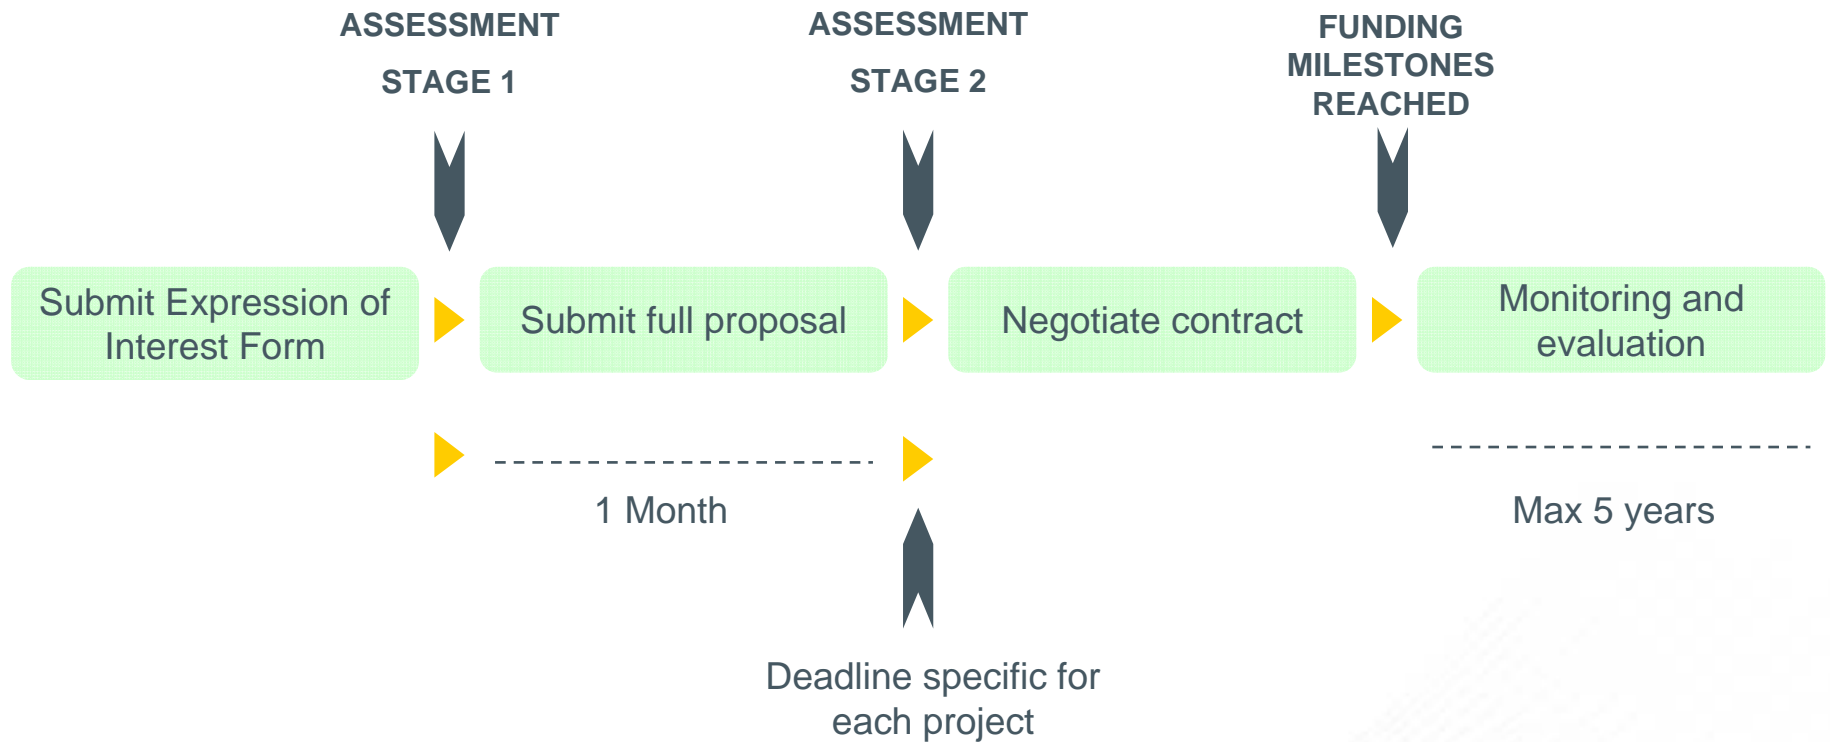 ASSESSMENT
STAGE 1
ASSESSMENT
STAGE 2
FUNDING
MILESTONES
REACHED
Submit Expression of
Interest Form
Submit full proposal
Negotiate contract
Monitoring and
evaluation
1 Month
Max 5 years
Deadline specific for
each project